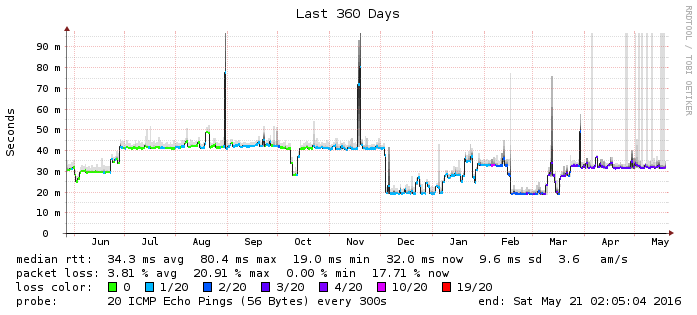 Last 360 Days
RRDTOOL / TOBI OETIKER
Seconds
90 m
80 m
70 m
60 m
50 m
40 m
30 m
20 m
10 m
0
Jun Jul Aug Sep Oct Nov Dec Jan Feb Mar Apr May
median rtt: 34.3 ms avg 80.4 ms max 19.0 ms min 32.0 ms now 9.6 ms sd 3.6 am/s
packet loss: 3.81 % avg 20.91 % max 0.00 % min 17.71 % now
loss color: 0 1/20 2/20 3/20 4/20 10/20 19/20
probe: 20 ICMP Echo Pings (56 Bytes) every 300s end: Sat May 21 02:05:04 2016